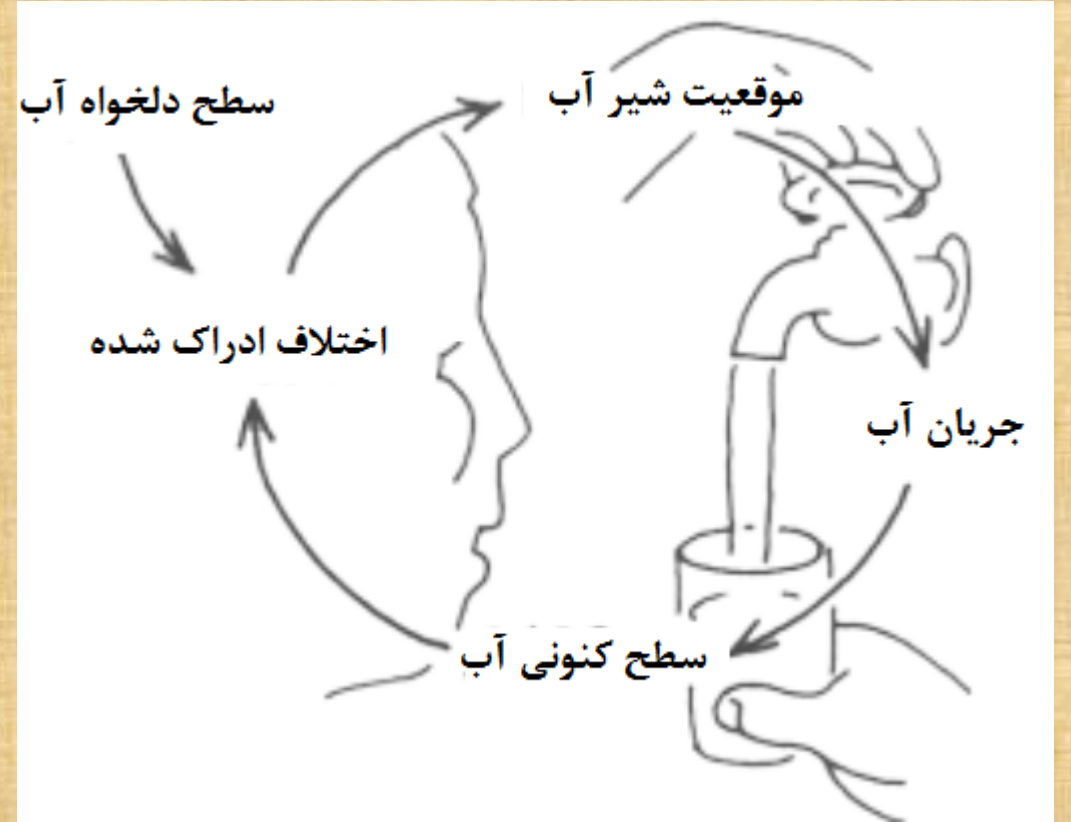 موقعیت شیر آب
سطح دلخواه آب
اختلاف ادراک شده
جریان آب
سطح کنونی آب